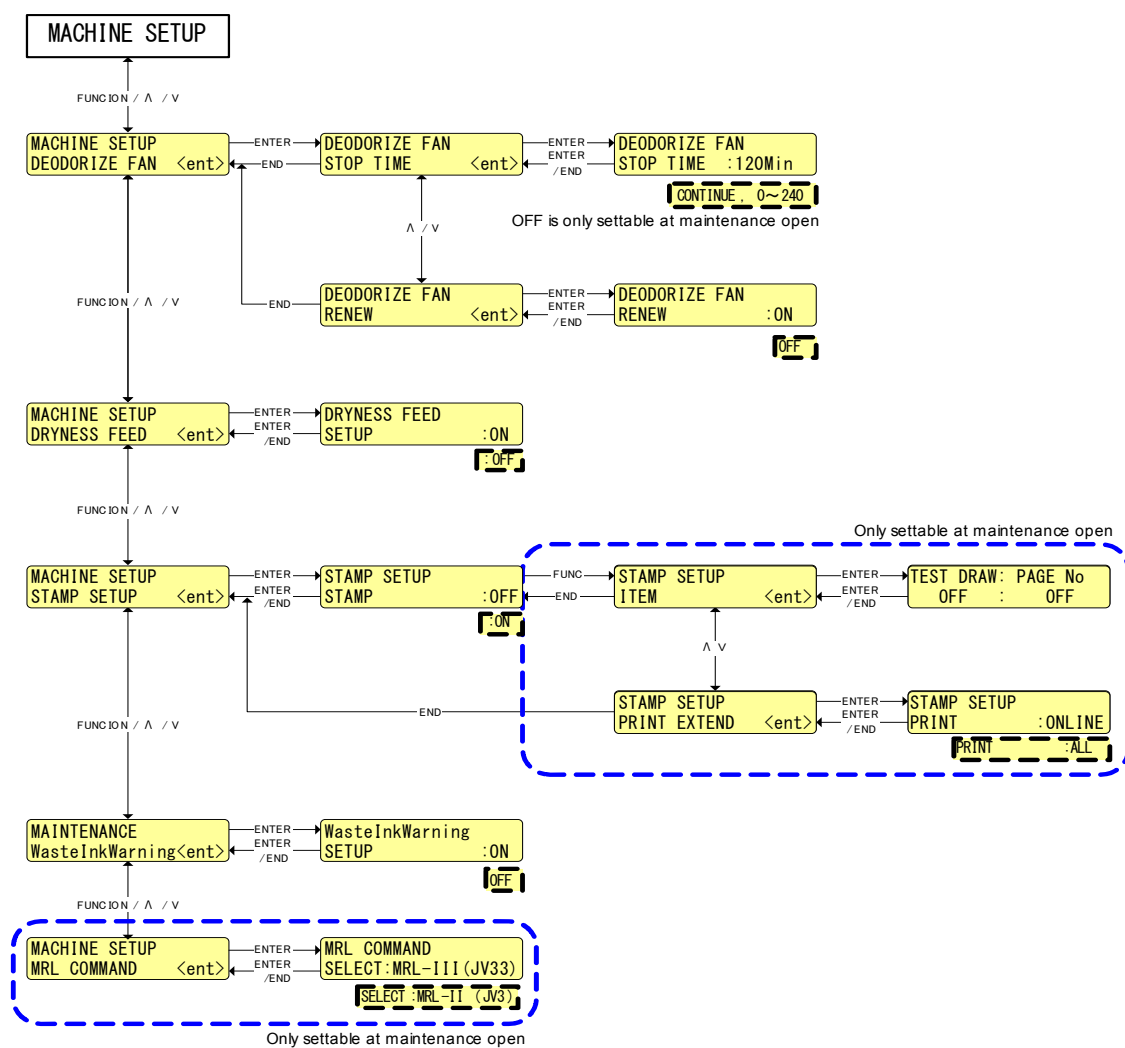 MACHINE SETUP
FUNCION / Λ / V
MACHINE SETUP
DEODORIZE FAN <ent>
ENTER
END
DEODORIZE FAN
STOP TIME <ent>
ENTER
ENTER
/END
DEODORIZE FAN
STOP TIME :120Min
CONTINUE, 0～240
OFF is only settable at maintenance open
Λ / V
FUNCION / Λ / V
END
DEODORIZE FAN
RENEW <ent>
ENTER
ENTER
/END
DEODORIZE FAN
RENEW :ON
OFF
MACHINE SETUP
DRYNESS FEED <ent>
ENTER
ENTER
/END
DRYNESS FEED
SETUP :ON
:OFF
FUNCION / Λ / V
Only settable at maintenance open
MACHINE SETUP
STAMP SETUP <ent>
ENTER
ENTER
/END
STAMP SETUP
STAMP :OFF
:ON
FUNC
END
STAMP SETUP
ITEM <ent>
ENTER
ENTER
/END
TEST DRAW: PAGE No
OFF : OFF
Λ V
END
STAMP SETUP
PRINT EXTEND <ent>
ENTER
ENTER
/END
STAMP SETUP
PRINT :ONLINE
PRINT :ALL
FUNCION / Λ / V
MAINTENANCE
WasteInkWarning<ent>
ENTER
ENTER
/END
WasteInkWarning
SETUP :ON
OFF
FUNCION / Λ / V
MACHINE SETUP
MRL COMMAND <ent>
ENTER
ENTER
/END
MRL COMMAND
SELECT:MRL-III(JV33)
SELECT:MRL-II (JV3)
Only settable at maintenance open